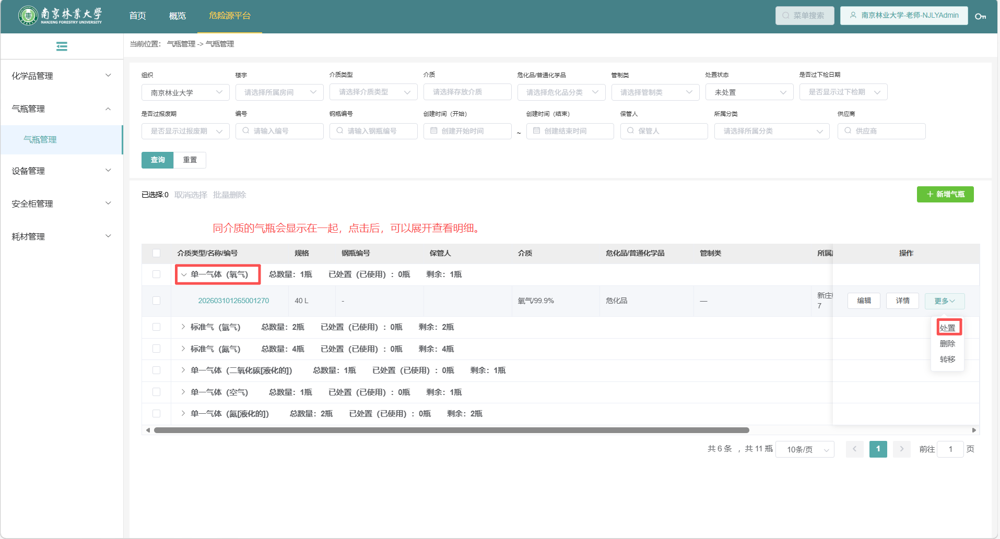 南京林業大學
NANJING FORESTRY UNIVERSITY
首页 概览 危险源平台
菜单搜索
南京林业大学-老师-NJLYAdmin
化学品管理
气瓶管理
气瓶管理
设备管理
安全柜管理
耗材管理
当前位置： 气瓶管理 -> 气瓶管理
组织 楼宇 介质类型 介质 危化品/普通化学品 管制类 处置状态 是否过下检日期
南京林业大学 请选择所属房间 请选择介质类型 请选择存放介质 请选择危化品分类 请选择管制类 未处置 是否显示过下检期
是否过报废期 编号 钢瓶编号 创建时间（开始） 创建时间（结束） 保管人 所属分类 供应商
是否显示过报废期 请输入编号 请输入钢瓶编号 创建开始时间 ~ 创建结束时间 保管人 请选择所属分类 供应商
查询 重置
已选择:0 取消选择 批量删除
新增气瓶
同介质的气瓶会显示在一起，点击后，可以展开查看明细。
介质类型/名称/编号 规格 钢瓶编号 保管人 介质 危化品/普通化学品 管制类 所属 操作
单一气体（氧气） 总数量：1瓶 已处置（已使用）：0瓶 剩余：1瓶
202603101265001270 40 L - 氧气/99.9% 危化品 — 新庄 7 编辑 详情 更多
处置
删除
转移
标准气（氩气） 总数量：2瓶 已处置（已使用）：0瓶 剩余：2瓶
标准气（氮气） 总数量：4瓶 已处置（已使用）：0瓶 剩余：4瓶
单一气体（二氧化碳[液化的]） 总数量：1瓶 已处置（已使用）：0瓶 剩余：1瓶
单一气体（空气） 总数量：1瓶 已处置（已使用）：0瓶 剩余：1瓶
单一气体（氮[液化的]） 总数量：2瓶 已处置（已使用）：0瓶 剩余：2瓶
共 6 条 ，共 11 瓶 10条/页 1 前往 1 页